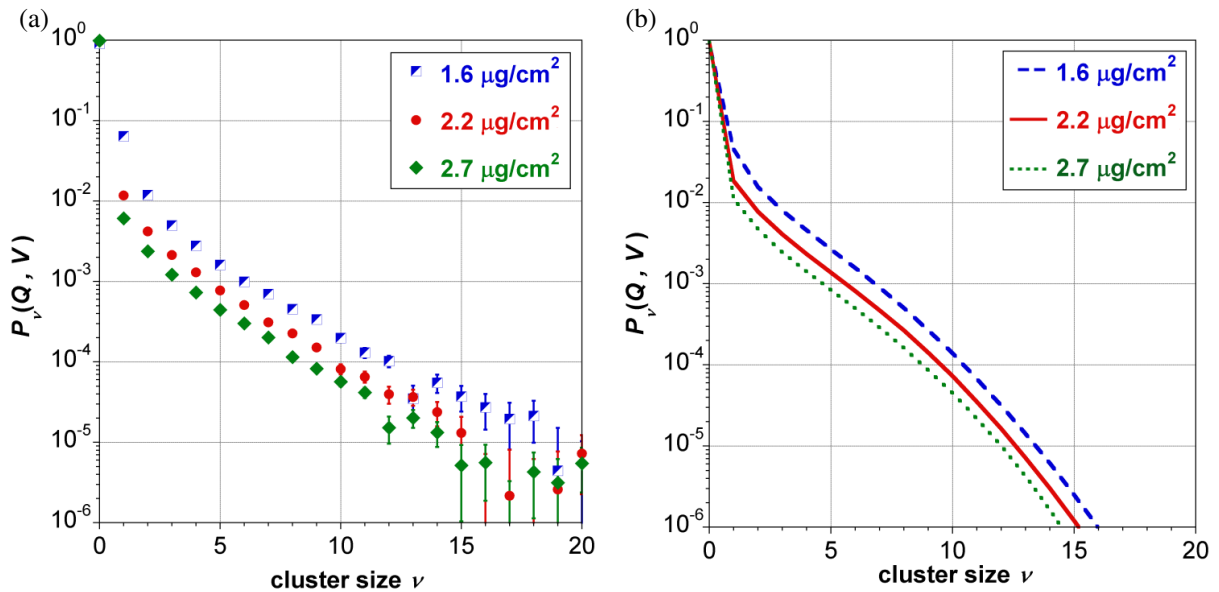 (a)
10^0
10^-1
10^-2
10^-3
10^-4
10^-5
10^-6
P_ν(Q , V)
1.6 μg/cm^2
2.2 μg/cm^2
2.7 μg/cm^2
0 5 10 15 20
cluster size ν
(b)
10^0
10^-1
10^-2
10^-3
10^-4
10^-5
10^-6
P_ν(Q , V)
1.6 μg/cm^2
2.2 μg/cm^2
2.7 μg/cm^2
0 5 10 15 20
cluster size ν